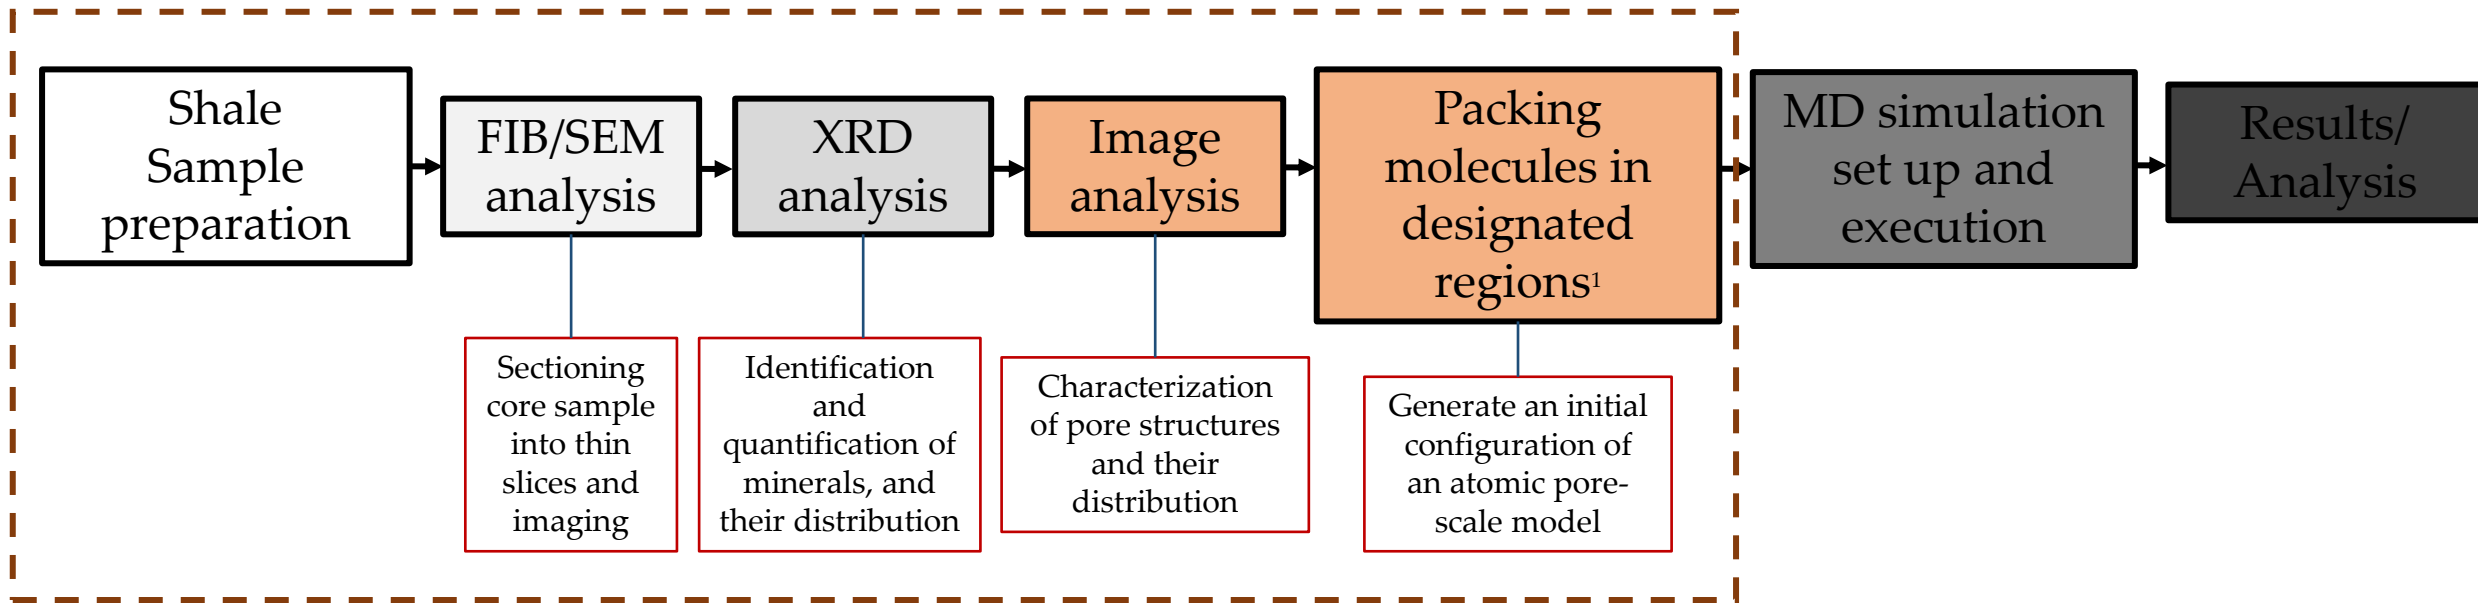 Shale
Sample
preparation
FIB/SEM
analysis
XRD
analysis
Image
analysis
Packing
molecules in
designated
regions¹
MD simulation
set up and
execution
Results/
Analysis
Sectioning
core sample
into thin
slices and
imaging
Identification
and
quantification of
minerals, and
their distribution
Characterization
of pore structures
and their
distribution
Generate an initial
configuration of
an atomic pore-
scale model